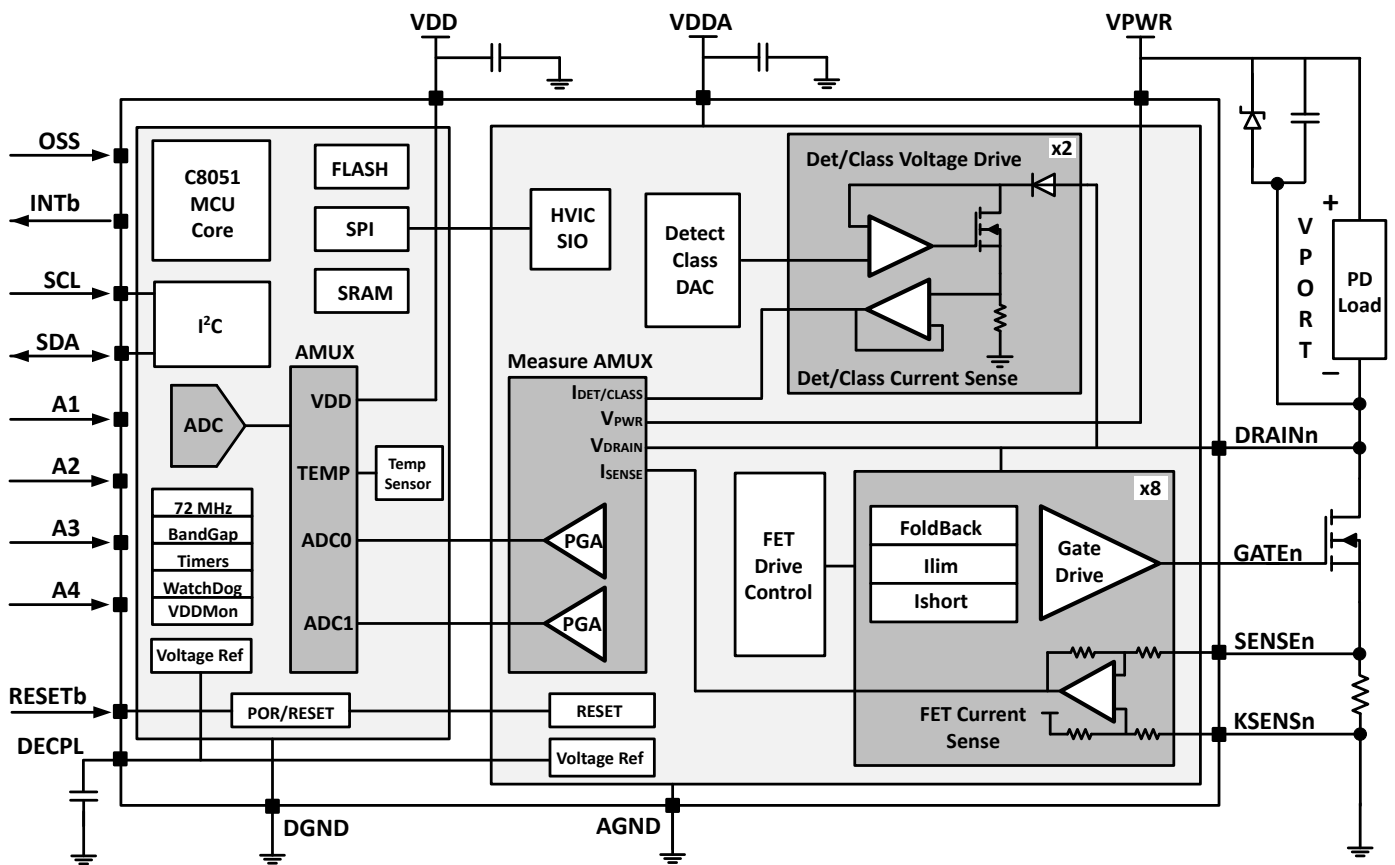 VDD
VDDA
VPWR
OSS
INTb
SCL
SDA
A1
A2
A3
A4
RESETb
DECPL
C8051
MCU
Core
FLASH
SPI
SRAM
I²C
AMUX
VDD
TEMP
ADC0
ADC1
ADC
Temp
Sensor
72 MHz
BandGap
Timers
WatchDog
VDDMon
Voltage Ref
POR/RESET
DGND
HVIC
SIO
Detect
Class
DAC
x2
Det/Class Voltage Drive
Det/Class Current Sense
Measure AMUX
IDET/CLASS
VPWR
VDRAIN
ISENSE
PGA
PGA
RESET
Voltage Ref
AGND
FET
Drive
Control
x8
FoldBack
Ilim
Ishort
Gate
Drive
FET Current
Sense
DRAINn
GATEn
SENSEn
KSENSn
+
V
P
O
R
T
–
PD
Load